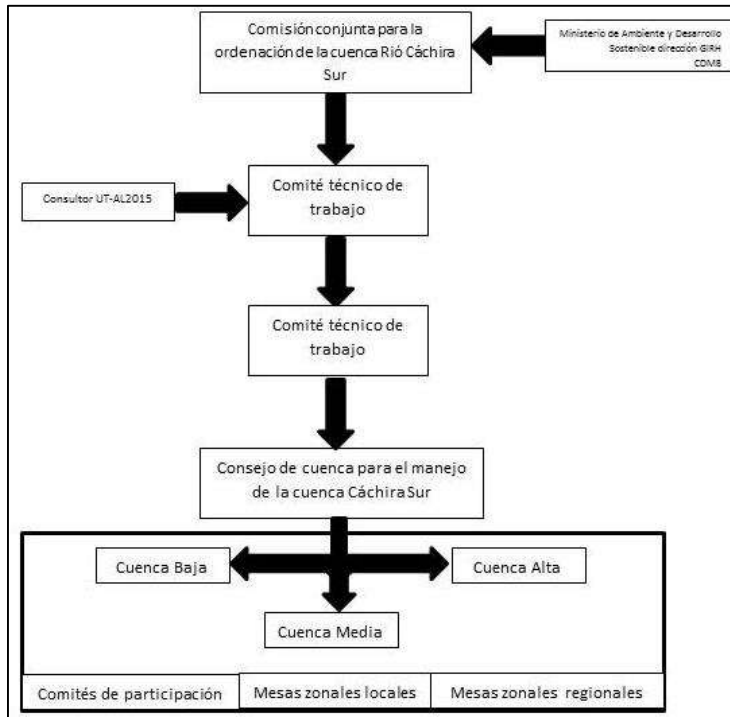 Comisión conjunta para la
ordenación de la cuenca Rió Cáchira
Sur
Ministerio de Ambiente y Desarrollo
Sostenible dirección GIRH
CDMB
Comité técnico de
trabajo
Consultor UT-AL2015
Comité técnico de
trabajo
Consejo de cuenca para el manejo
de la cuenca Cáchira Sur
Cuenca Baja
Cuenca Alta
Cuenca Media
Comités de participación
Mesas zonales locales
Mesas zonales regionales